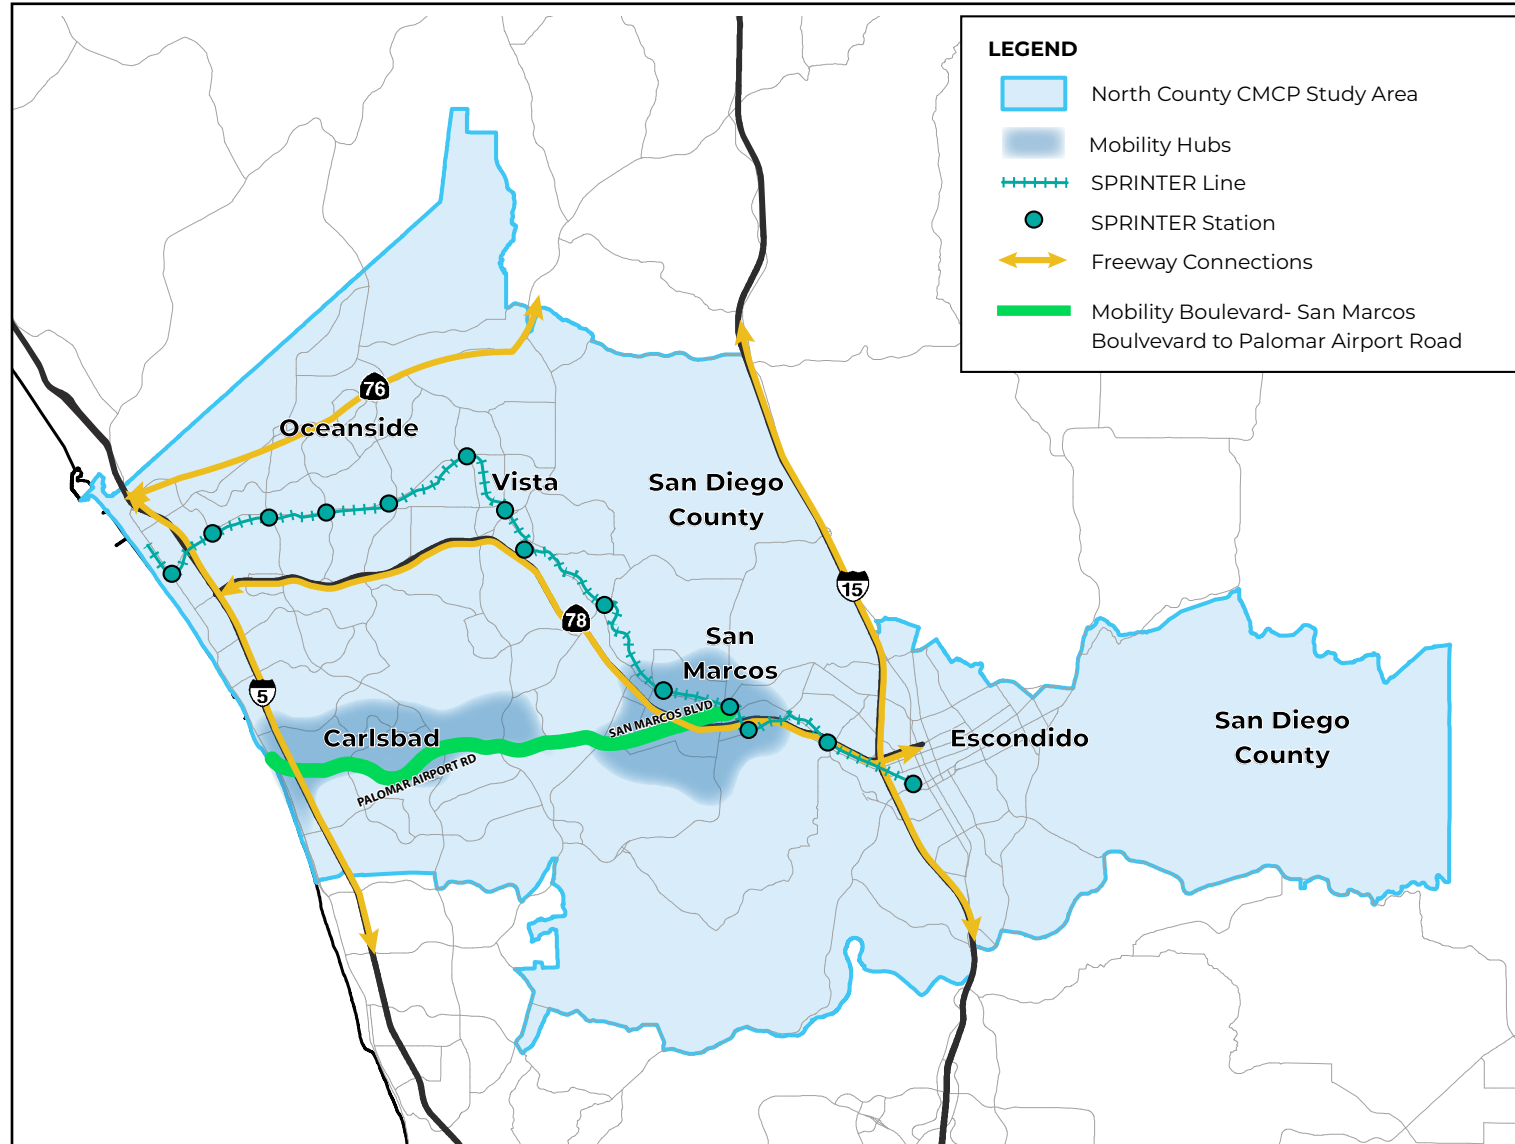 LEGEND
North County CMCP Study Area
Mobility Hubs
SPRINTER Line
SPRINTER Station
Freeway Connections
Mobility Boulevard- San Marcos
Boulvevard to Palomar Airport Road
76
Oceanside
Vista
San Diego
County
15
78
San
Marcos
5
SAN MARCOS BLVD
Carlsbad
PALOMAR AIRPORT RD
Escondido
San Diego
County